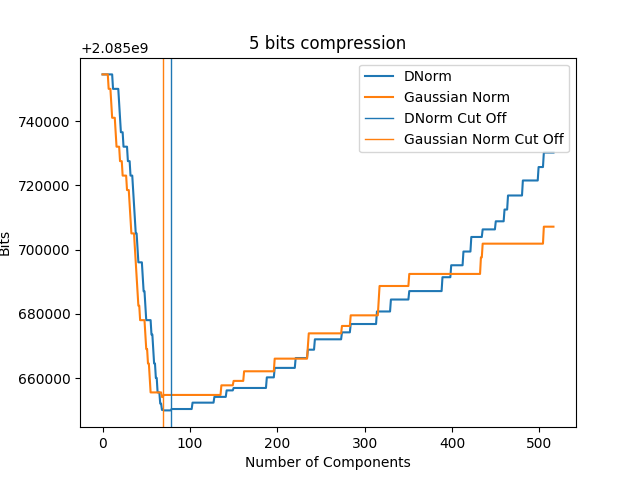 5 bits compression
+2.085e9
DNorm
Gaussian Norm
DNorm Cut Off
Gaussian Norm Cut Off
740000
720000
700000
680000
660000
Bits
0 100 200 300 400 500
Number of Components